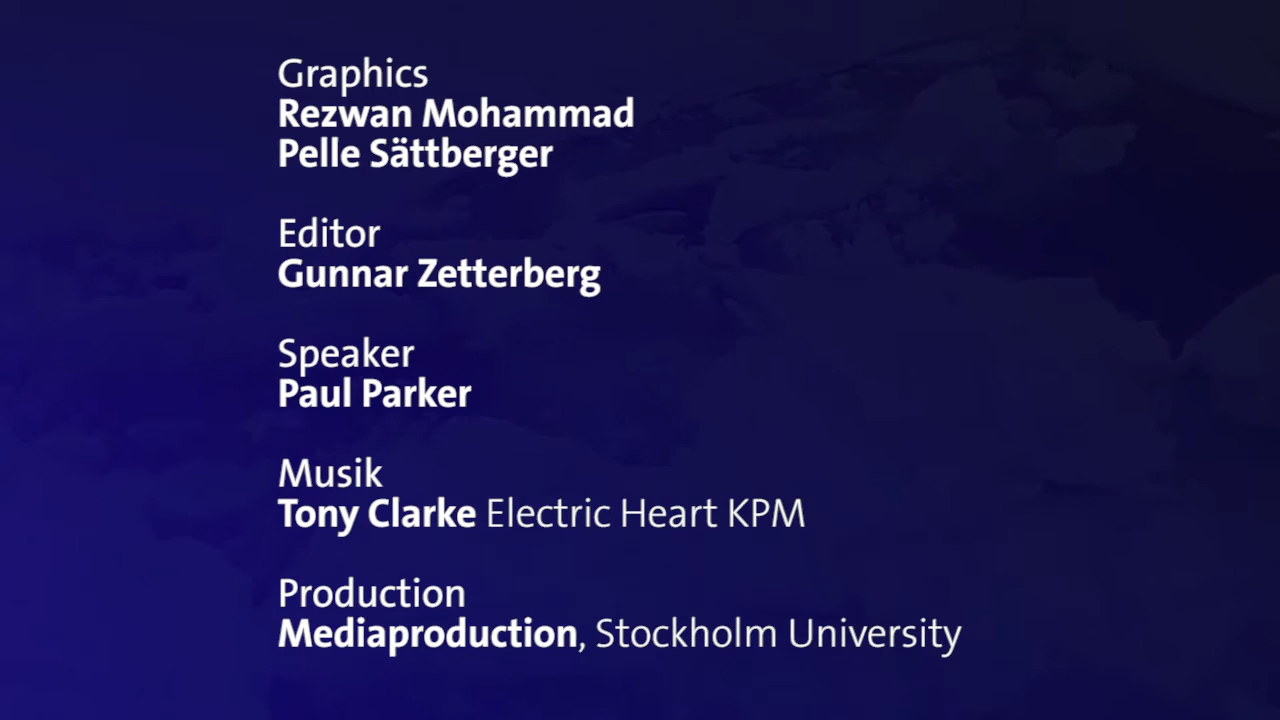 Graphics
Rezwan Mohammad
Pelle Sättberger
Editor
Gunnar Zetterberg
Speaker
Paul Parker
Musik
Tony Clarke Electric Heart KPM
Production
Mediaproduction, Stockholm University